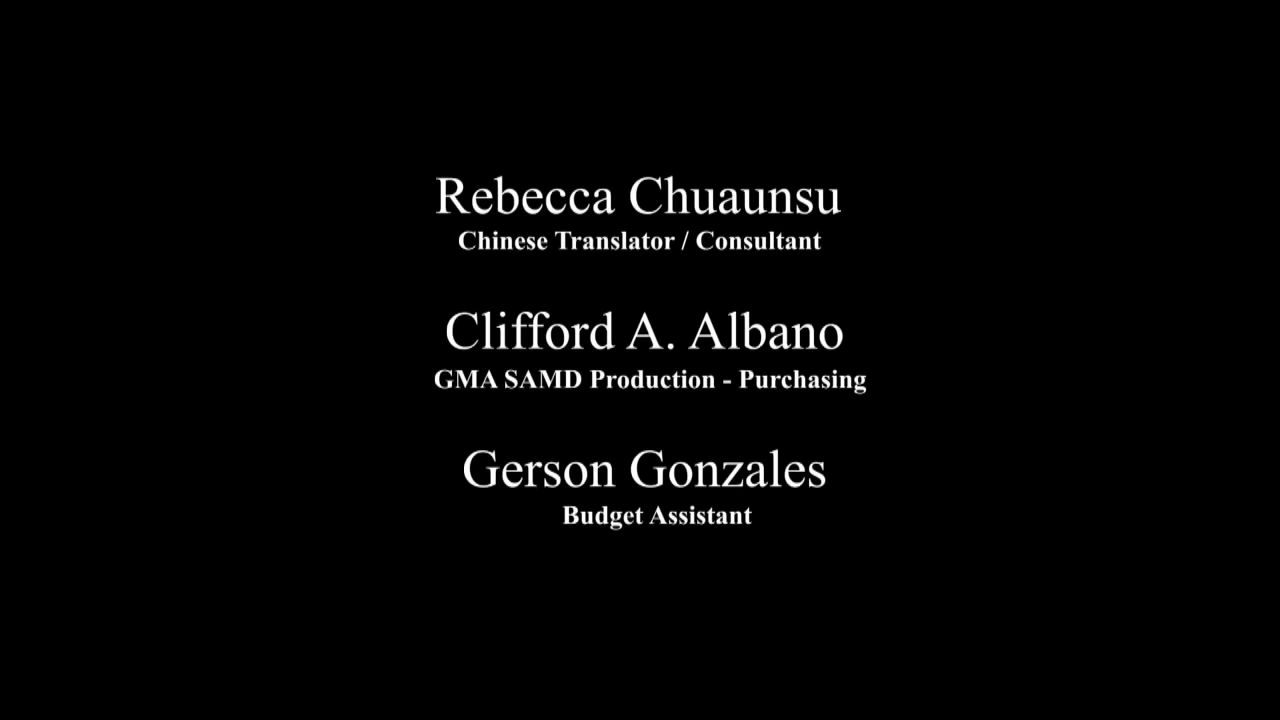 Rebecca Chuaunsu
Chinese Translator / Consultant
Clifford A. Albano
GMA SAMD Production - Purchasing
Gerson Gonzales
Budget Assistant